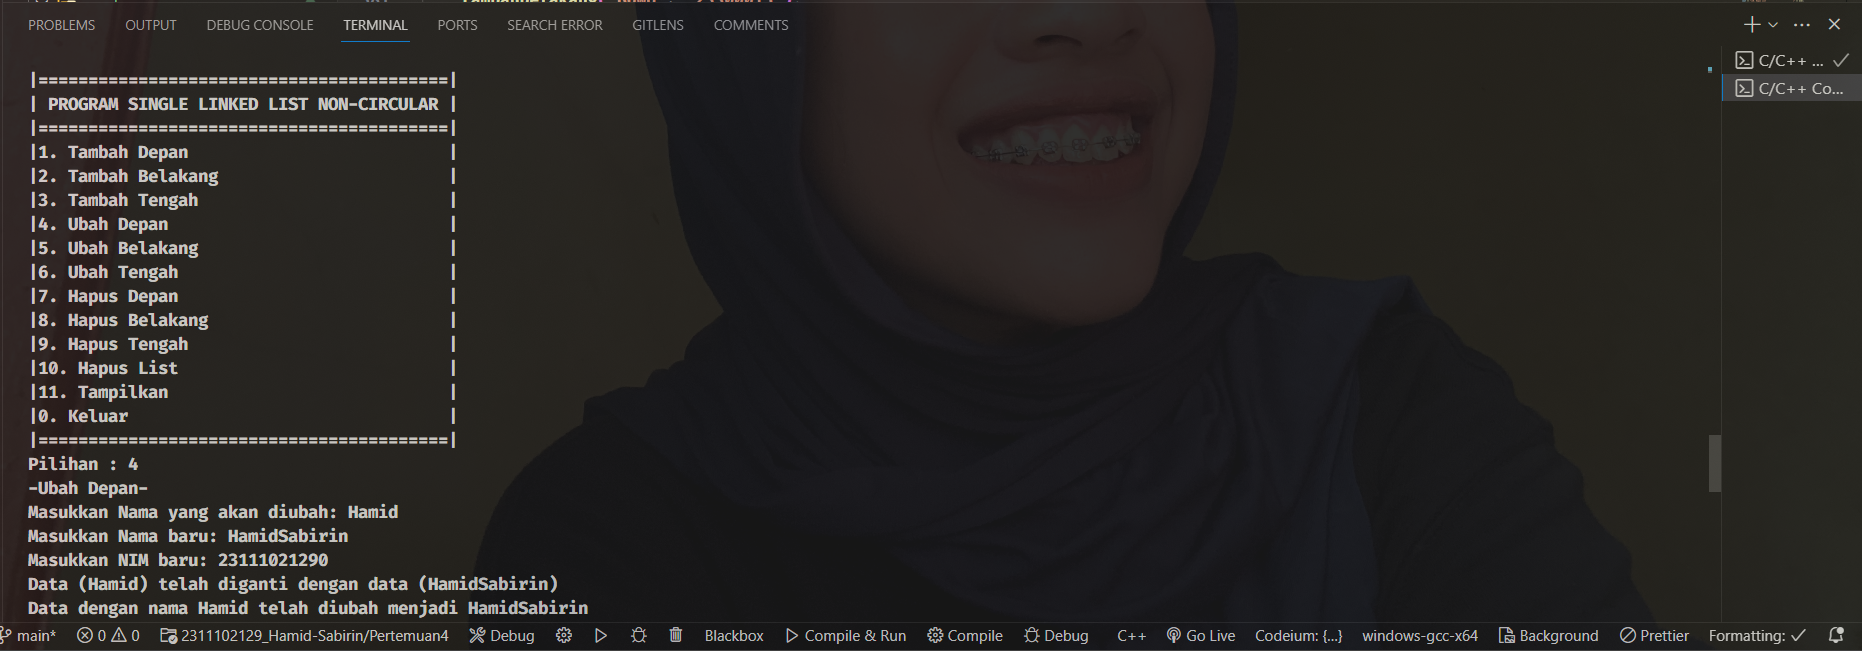 PROBLEMS OUTPUT DEBUG CONSOLE TERMINAL PORTS SEARCH ERROR GITLENS COMMENTS
|=========================================|
| PROGRAM SINGLE LINKED LIST NON-CIRCULAR |
|=========================================|
|1. Tambah Depan |
|2. Tambah Belakang |
|3. Tambah Tengah |
|4. Ubah Depan |
|5. Ubah Belakang |
|6. Ubah Tengah |
|7. Hapus Depan |
|8. Hapus Belakang |
|9. Hapus Tengah |
|10. Hapus List |
|11. Tampilkan |
|0. Keluar |
|=========================================|
Pilihan : 4
-Ubah Depan-
Masukkan Nama yang akan diubah: Hamid
Masukkan Nama baru: HamidSabirin
Masukkan NIM baru: 23111021290
Data (Hamid) telah diganti dengan data (HamidSabirin)
Data dengan nama Hamid telah diubah menjadi HamidSabirin
C/C++ ...
C/C++ Co...
main* 0 0 2311102129_Hamid-Sabirin/Pertemuan4 Debug Blackbox Compile & Run Compile Debug C++ Go Live Codeium: {...} windows-gcc-x64 Background Prettier Formatting: